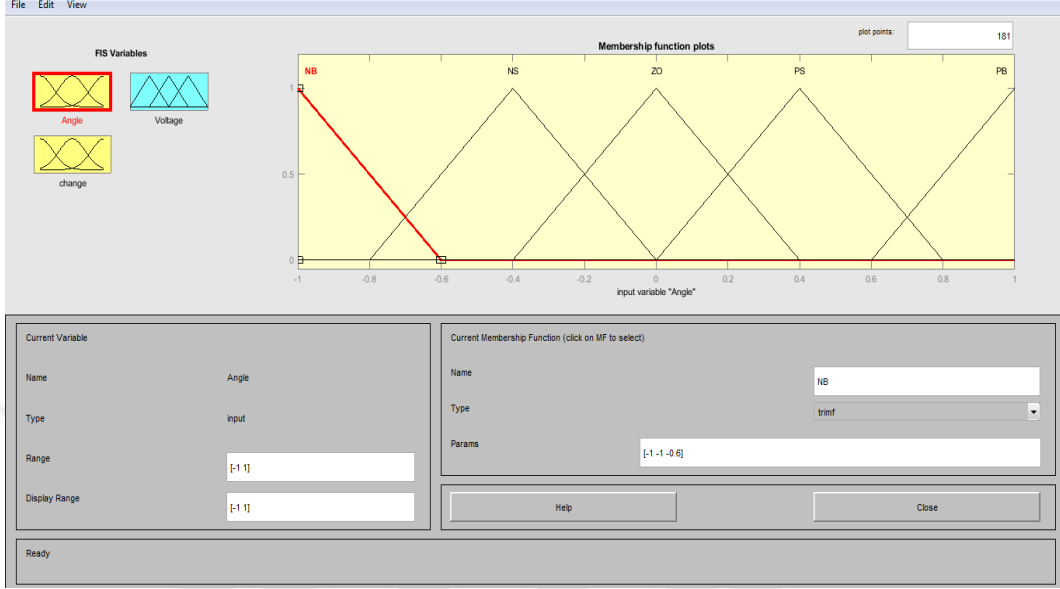 File Edit View
FIS Variables
Angle
Voltage
change
Membership function plots
plot points:
181
NB NS ZO PS PB
1
0.5
0
-1 -0.8 -0.6 -0.4 -0.2 0 0.2 0.4 0.6 0.8 1
input variable "Angle"
Current Variable
Name Angle
Type input
Range [-1 1]
Display Range [-1 1]
Current Membership Function (click on MF to select)
Name NB
Type trimf
Params [-1 -1 -0.6]
Help Close
Ready